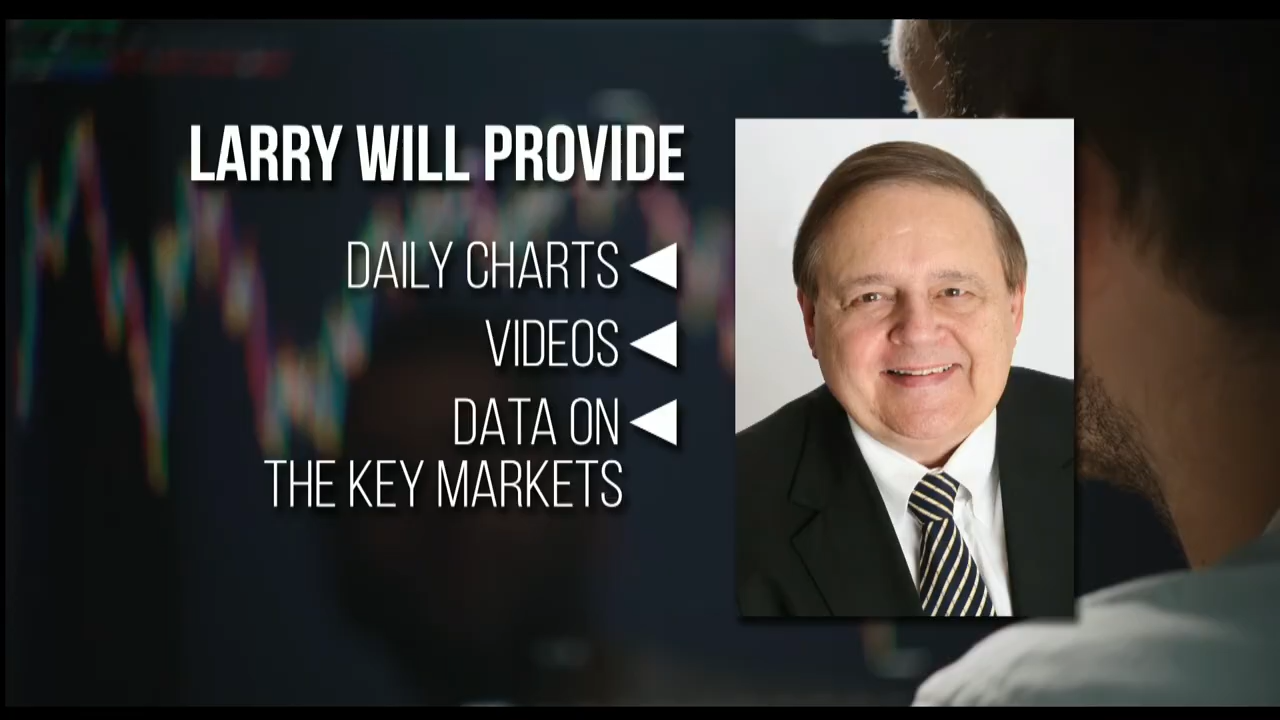 LARRY WILL PROVIDE
DAILY CHARTS
VIDEOS
DATA ON
THE KEY MARKETS